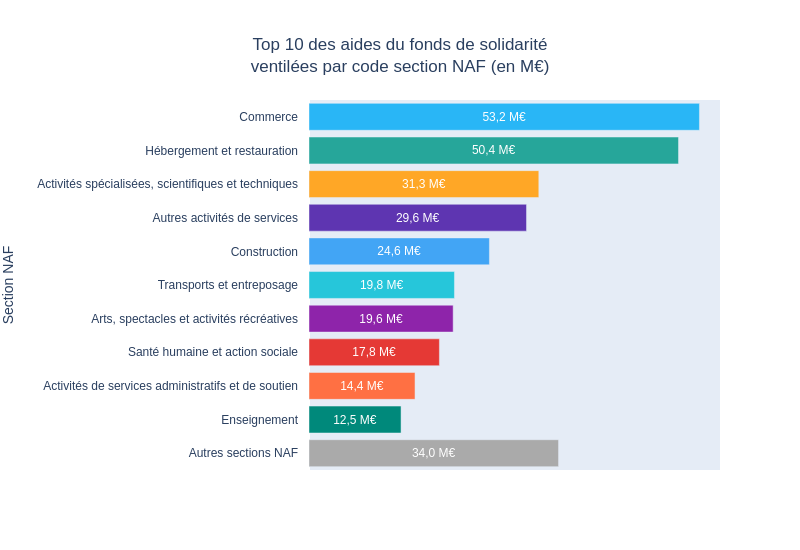 Top 10 des aides du fonds de solidarité
ventilées par code section NAF (en M€)
Section NAF
Commerce 53,2 M€
Hébergement et restauration 50,4 M€
Activités spécialisées, scientifiques et techniques 31,3 M€
Autres activités de services 29,6 M€
Construction 24,6 M€
Transports et entreposage 19,8 M€
Arts, spectacles et activités récréatives 19,6 M€
Santé humaine et action sociale 17,8 M€
Activités de services administratifs et de soutien 14,4 M€
Enseignement 12,5 M€
Autres sections NAF 34,0 M€